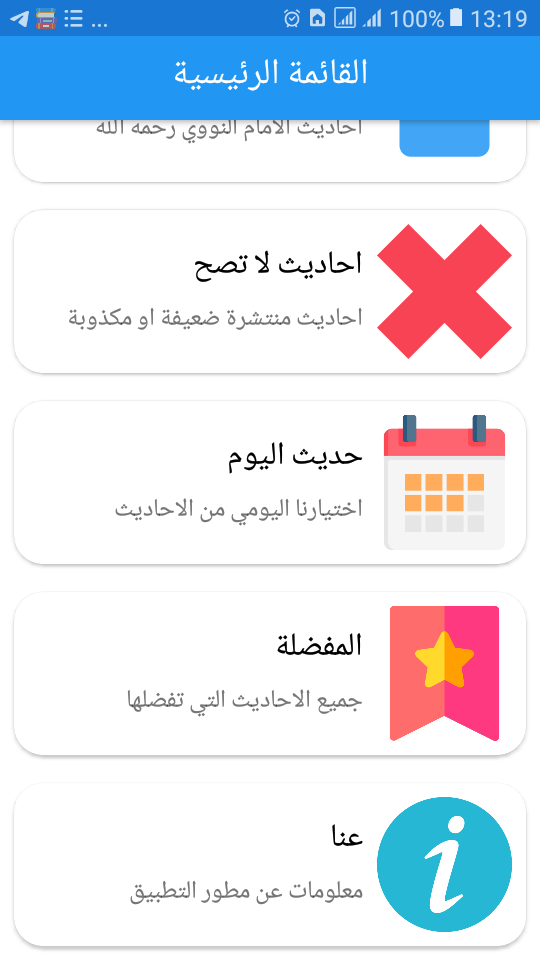 ... 100% 13:19
القائمة الرئيسية
احاديث الامام النووي رحمه الله
احاديث لا تصح
احاديث منتشرة ضعيفة او مكذوبة
حديث اليوم
اختيارنا اليومي من الاحاديث
المفضلة
جميع الاحاديث التي تفضلها
عنا
معلومات عن مطور التطبيق